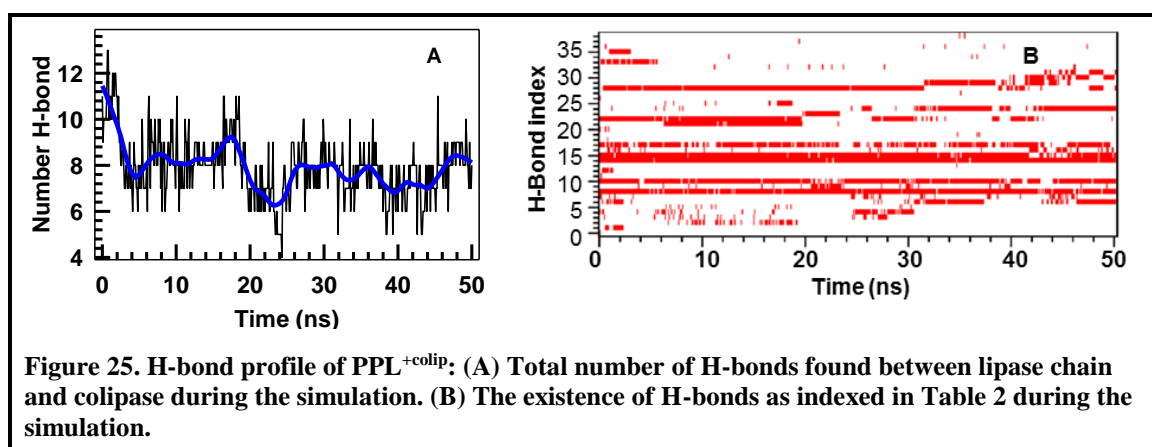 A
Number H-bond
12
10
8
6
4
0 10 20 30 40 50
Time (ns)
B
H-Bond index
35
30
25
20
15
10
5
0
0 10 20 30 40 50
Time (ns)
Figure 25. H-bond profile of PPL+colip: (A) Total number of H-bonds found between lipase chain
and colipase during the simulation. (B) The existence of H-bonds as indexed in Table 2 during the
simulation.